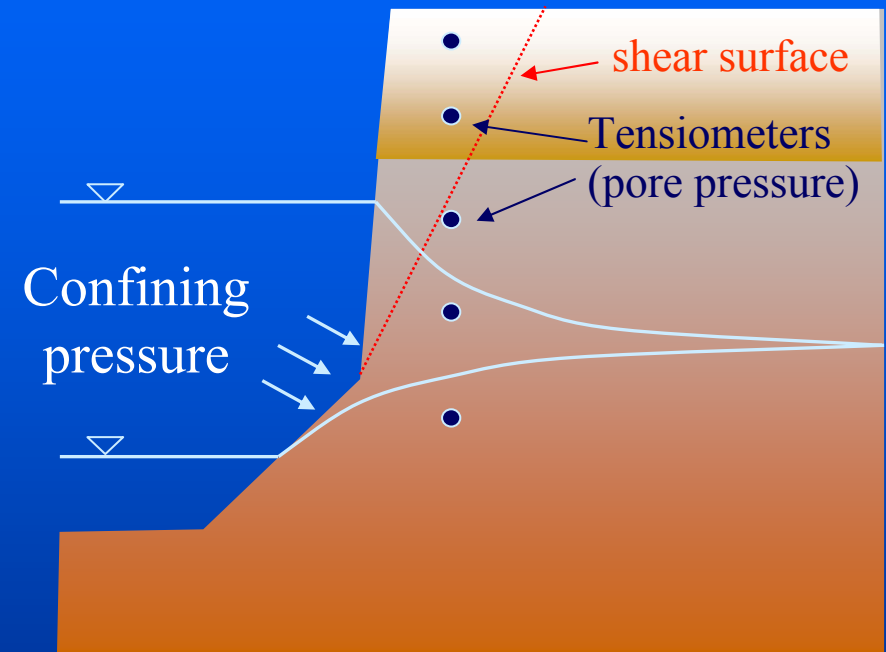 shear surface
Tensiometers
(pore pressure)
Confining
pressure